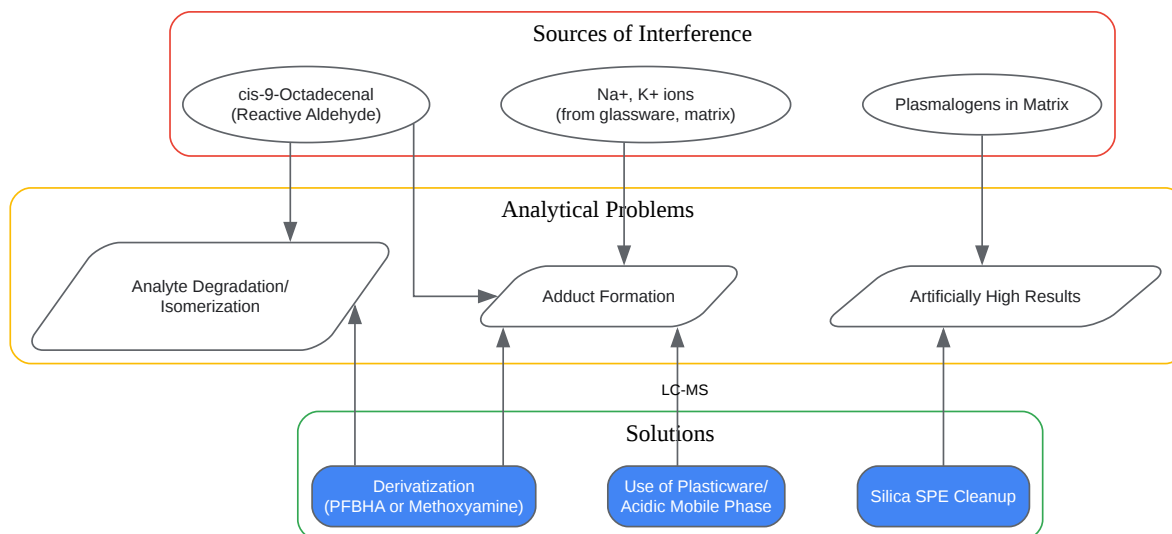 Sources of Interference
cis-9-Octadecenal
(Reactive Aldehyde)
Na+, K+ ions
(from glassware, matrix)
Plasmalogens in Matrix
Analytical Problems
Analyte Degradation/
Isomerization
Adduct Formation
Artificially High Results
LC-MS
Solutions
Derivatization
(PFBHA or Methoxyamine)
Use of Plasticware/
Acidic Mobile Phase
Silica SPE Cleanup